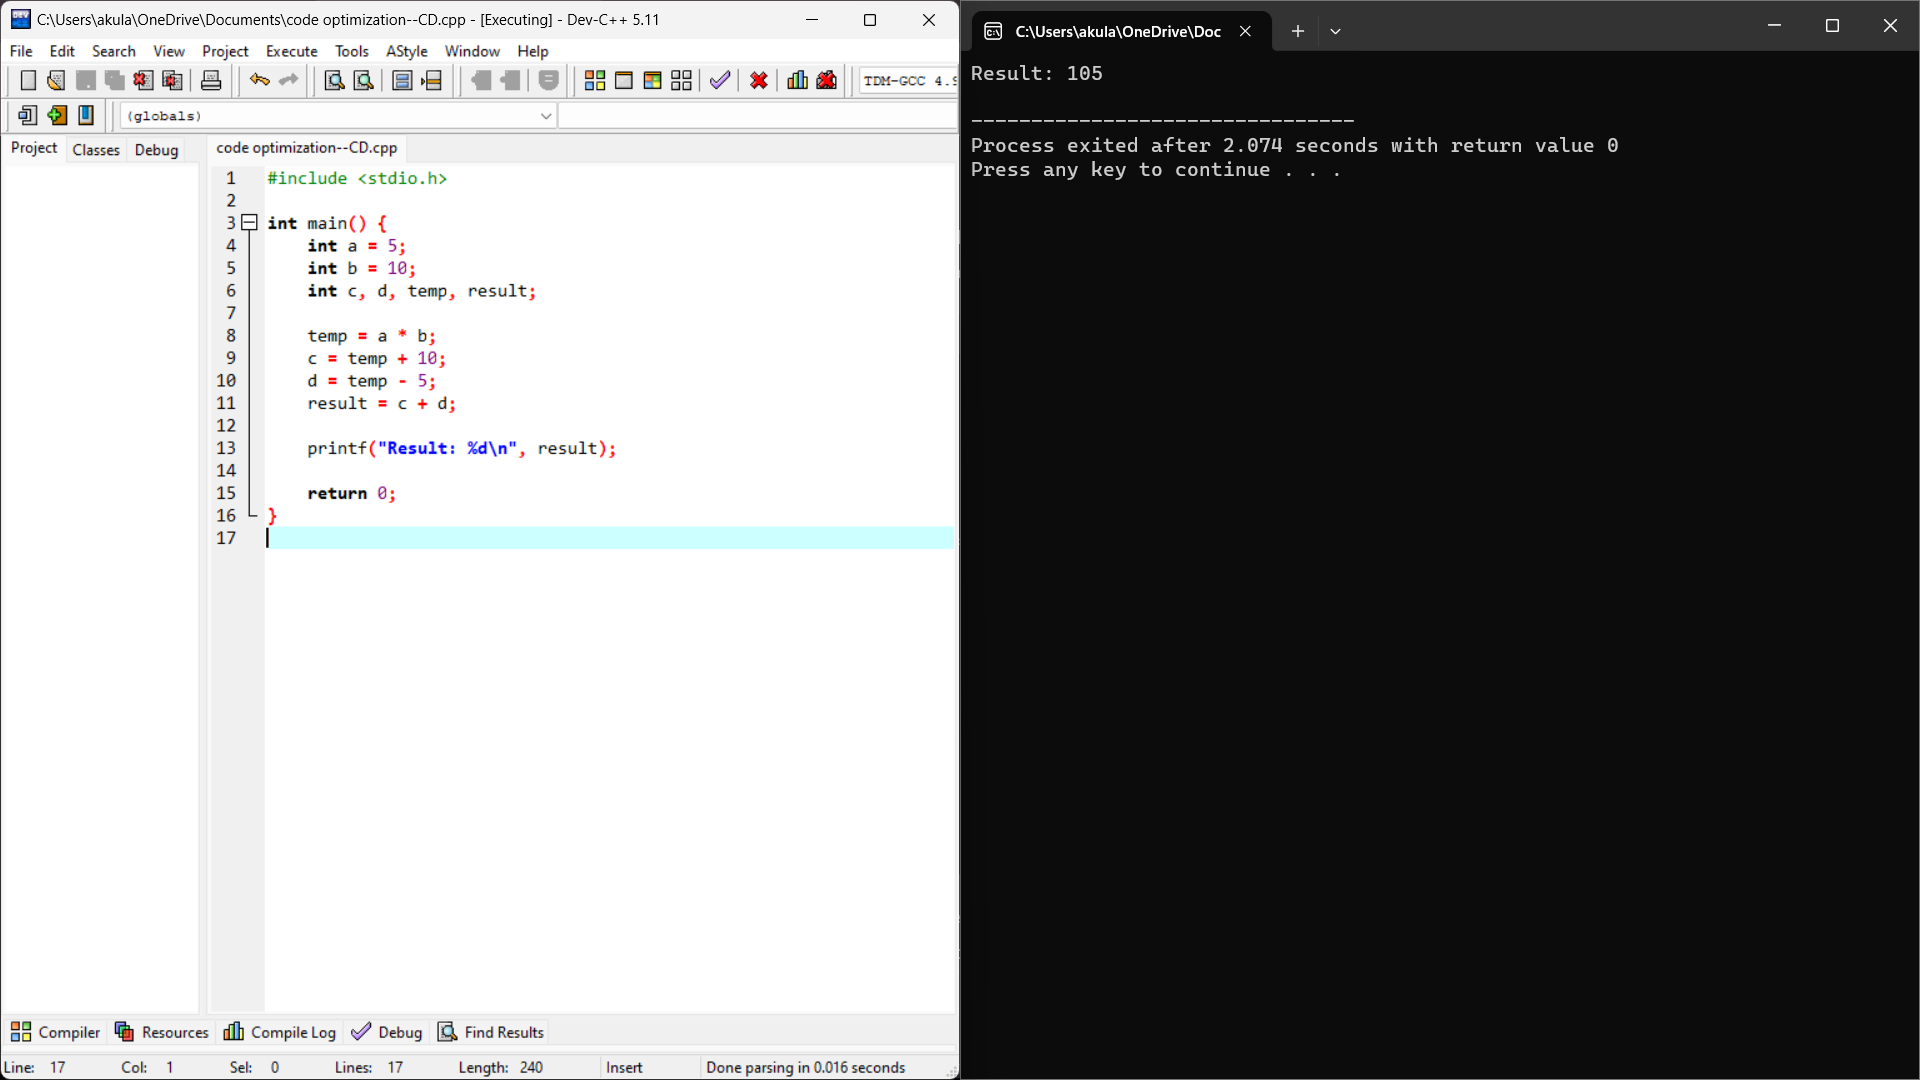 C:\Users\akula\OneDrive\Documents\code optimization--CD.cpp - [Executing] - Dev-C++ 5.11
File Edit Search View Project Execute Tools AStyle Window Help
TDM-GCC 4.9
(globals)
Project Classes Debug
code optimization--CD.cpp
1 #include <stdio.h>
2
3 int main() {
4     int a = 5;
5     int b = 10;
6     int c, d, temp, result;
7
8     temp = a * b;
9     c = temp + 10;
10     d = temp - 5;
11     result = c + d;
12
13     printf("Result: %d\n", result);
14
15     return 0;
16 }
17
Compiler Resources Compile Log Debug Find Results
Line: 17 Col: 1 Sel: 0 Lines: 17 Length: 240 Insert Done parsing in 0.016 seconds
C:\Users\akula\OneDrive\Doc
Result: 105
--------------------------------
Process exited after 2.074 seconds with return value 0
Press any key to continue . . .